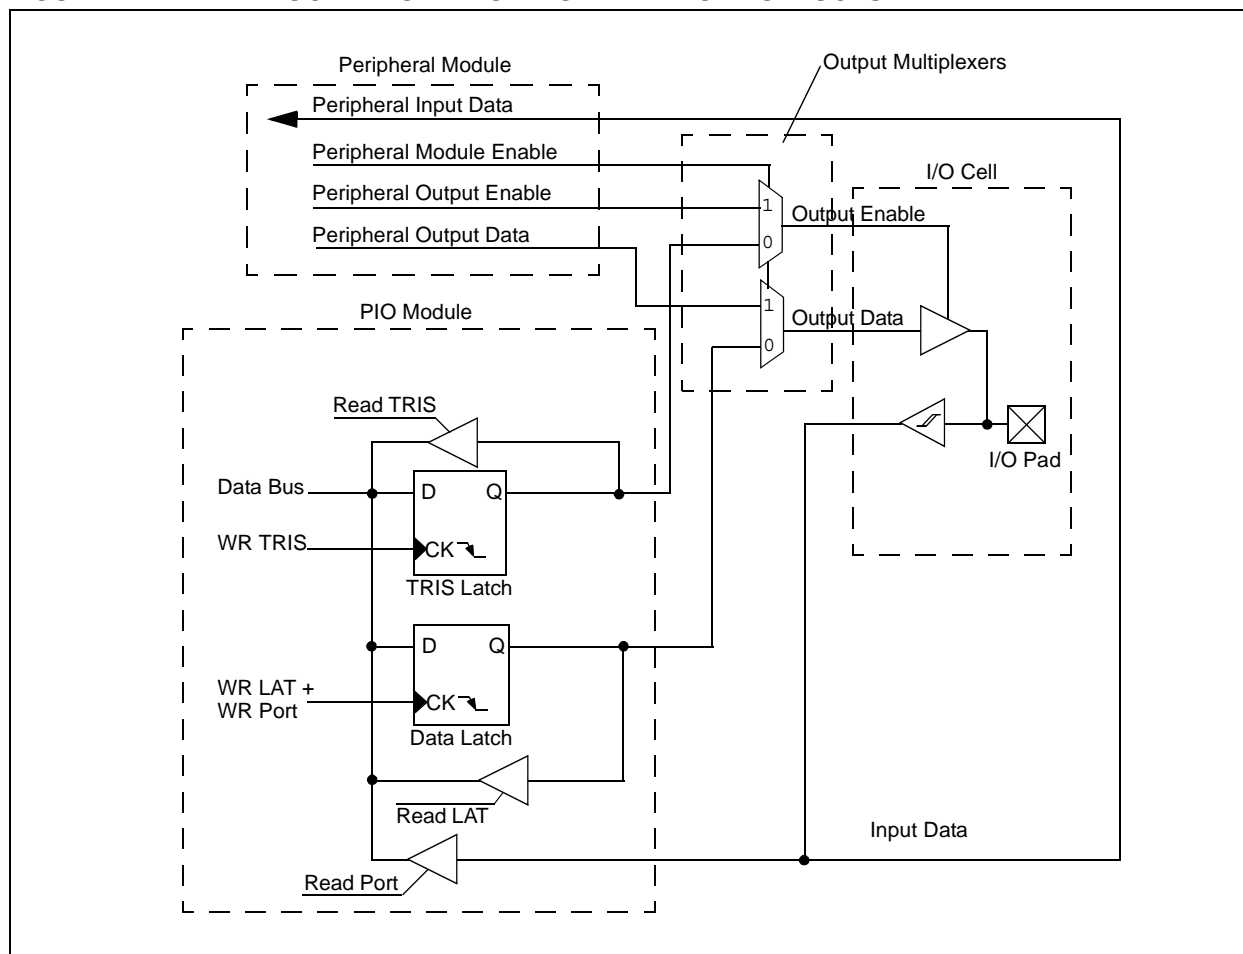 Output Multiplexers
Peripheral Module
Peripheral Input Data
Peripheral Module Enable
I/O Cell
Peripheral Output Enable
1
Output Enable
Peripheral Output Data
0
1
PIO Module
Output Data
0
Read TRIS
I/O Pad
Data Bus
D
Q
WR TRIS
CK
TRIS Latch
D
Q
WR LAT +
WR Port
CK
Data Latch
Read LAT
Input Data
Read Port